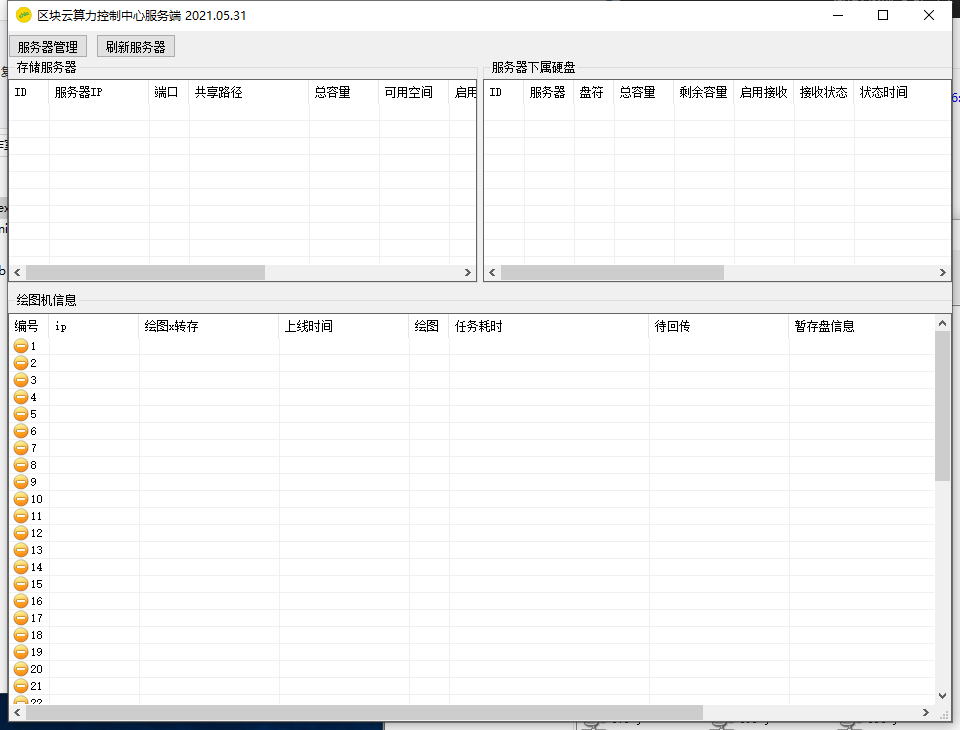 区块云算力控制中心服务端 2021.05.31
服务器管理 刷新服务器
存储服务器
ID 服务器IP 端口 共享路径 总容量 可用空间 启用
服务器下属硬盘
ID 服务器 盘符 总容量 剩余容量 启用接收 接收状态 状态时间
绘图机信息
编号 ip 绘图x转存 上线时间 绘图 任务耗时 待回传 暂存盘信息
1
2
3
4
5
6
7
8
9
10
11
12
13
14
15
16
17
18
19
20
21
22